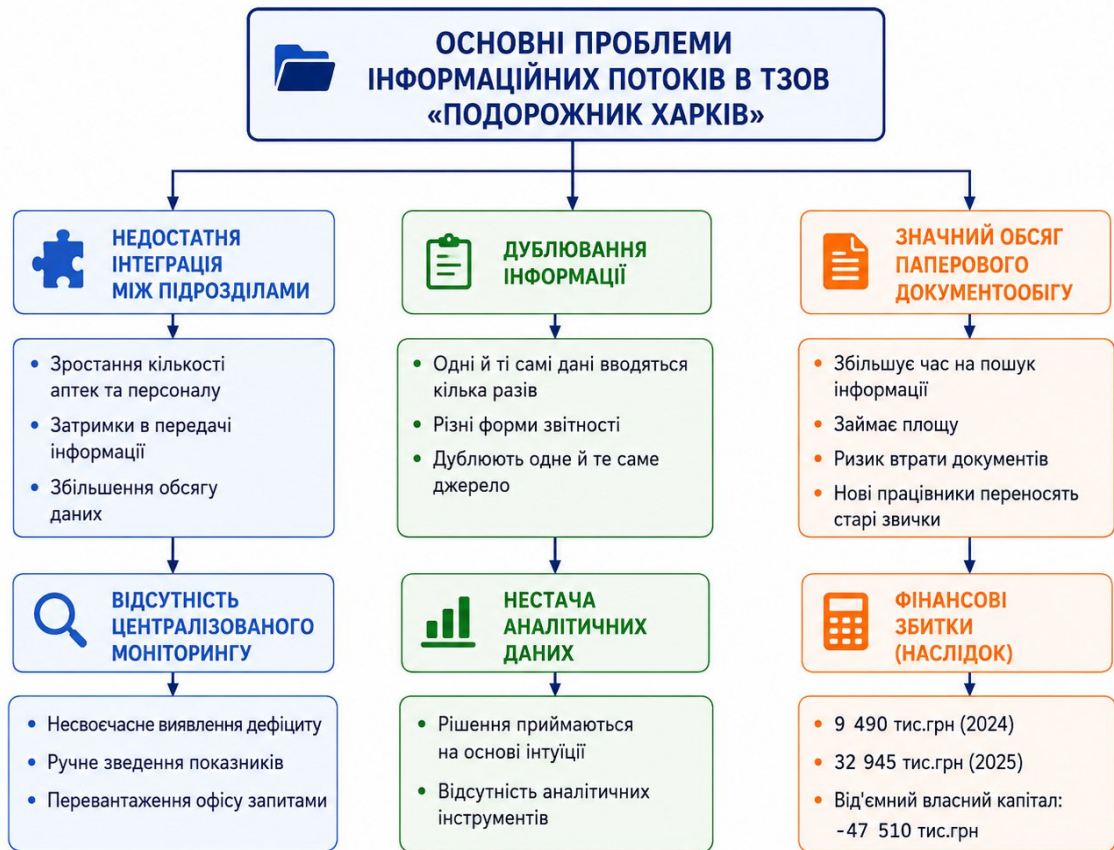 ОСНОВНІ ПРОБЛЕМИ
ІНФОРМАЦІЙНИХ ПОТОКІВ В ТЗОВ
«ПОДОРОЖНИК ХАРКІВ»
НЕДОСТАТНЯ
ІНТЕГРАЦІЯ
МІЖ ПІДРОЗДІЛАМИ
• Зростання кількості
аптек та персоналу
• Затримки в передачі
інформації
• Збільшення обсягу
даних
ДУБЛЮВАННЯ
ІНФОРМАЦІЇ
• Одні й ті самі дані вводяться
кілька разів
• Різні форми звітності
• Дублюють одне й те саме
джерело
ЗНАЧНИЙ ОБСЯГ
ПАПЕРОВОГО
ДОКУМЕНТООБІГУ
• Збільшує час на пошук
інформації
• Займає площу
• Ризик втрати документів
• Нові працівники переносять
старі звички
ВІДСУТНІСТЬ
ЦЕНТРАЛІЗОВАНОГО
МОНІТОРИНГУ
• Несвоєчасне виявлення дефіциту
• Ручне зведення показників
• Перевантаження офісу запитами
НЕСТАЧА
АНАЛІТИЧНИХ
ДАНИХ
• Рішення приймаються
на основі інтуїції
• Відсутність аналітичних
інструментів
ФІНАНСОВІ
ЗБИТКИ
(НАСЛІДОК)
• 9 490 тис.грн (2024)
• 32 945 тис.грн (2025)
• Від'ємний власний капітал:
-47 510 тис.грн